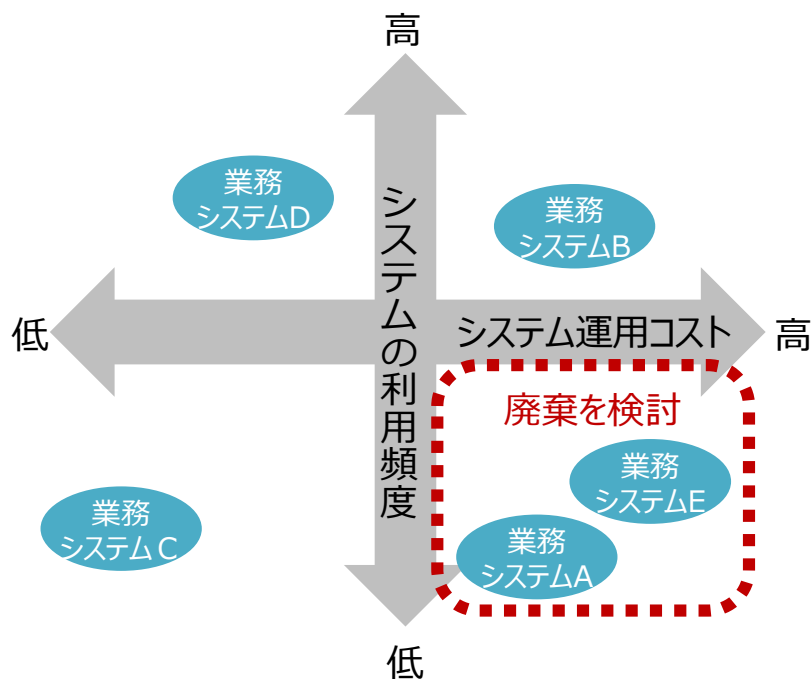 高
業務
システムD
業務
システムB
システムの利用頻度
低
システム運用コスト
高
廃棄を検討
業務
システムE
業務
システムC
業務
システムA
低